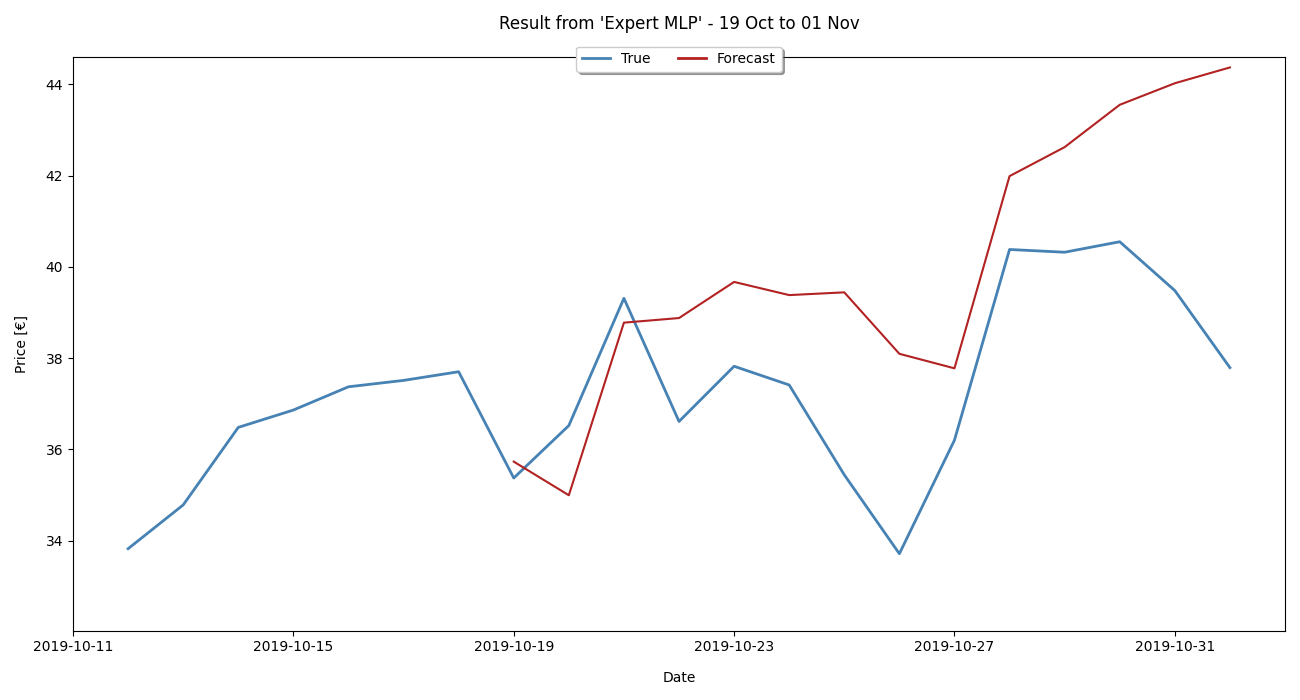 Result from 'Expert MLP' - 19 Oct to 01 Nov
True
Forecast
44
42
40
38
36
34
Price [€]
2019-10-11
2019-10-15
2019-10-19
2019-10-23
2019-10-27
2019-10-31
Date